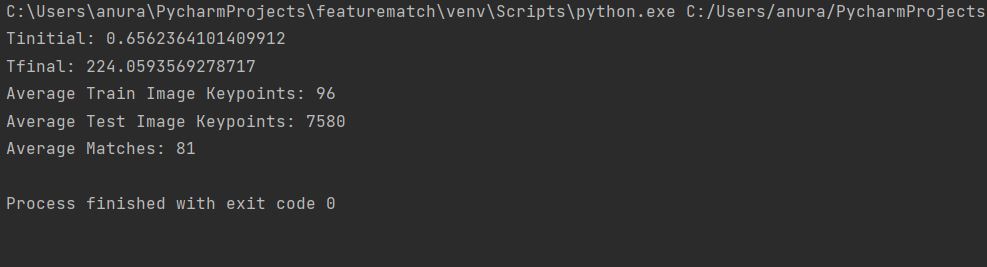 C:\Users\anura\PycharmProjects\featurematch\venv\Scripts\python.exe C:/Users/anura/PycharmProjects
Tinitial: 0.6562364101409912
Tfinal: 224.0593569278717
Average Train Image Keypoints: 96
Average Test Image Keypoints: 7580
Average Matches: 81
Process finished with exit code 0